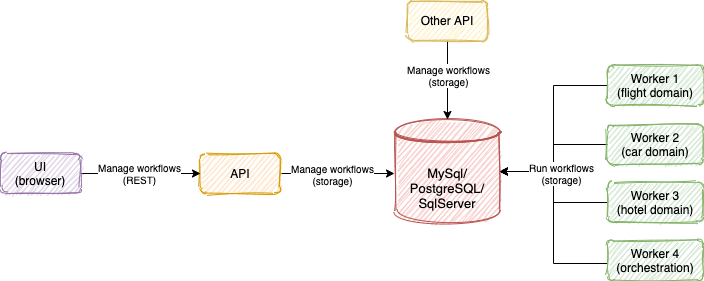 Other API
Manage workflows
(storage)
UI
(browser)
Manage workflows
(REST)
API
Manage workflows
(storage)
MySql/
PostgreSQL/
SqlServer
Run workflows
(storage)
Worker 1
(flight domain)
Worker 2
(car domain)
Worker 3
(hotel domain)
Worker 4
(orchestration)